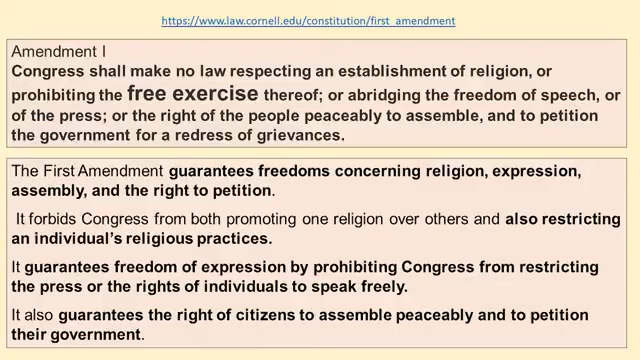 https://www.law.cornell.edu/constitution/first_amendment
Amendment I
Congress shall make no law respecting an establishment of religion, or
prohibiting the free exercise thereof; or abridging the freedom of speech, or
of the press; or the right of the people peaceably to assemble, and to petition
the government for a redress of grievances.
The First Amendment guarantees freedoms concerning religion, expression,
assembly, and the right to petition.
It forbids Congress from both promoting one religion over others and also restricting
an individual’s religious practices.
It guarantees freedom of expression by prohibiting Congress from restricting
the press or the rights of individuals to speak freely.
It also guarantees the right of citizens to assemble peaceably and to petition
their government.